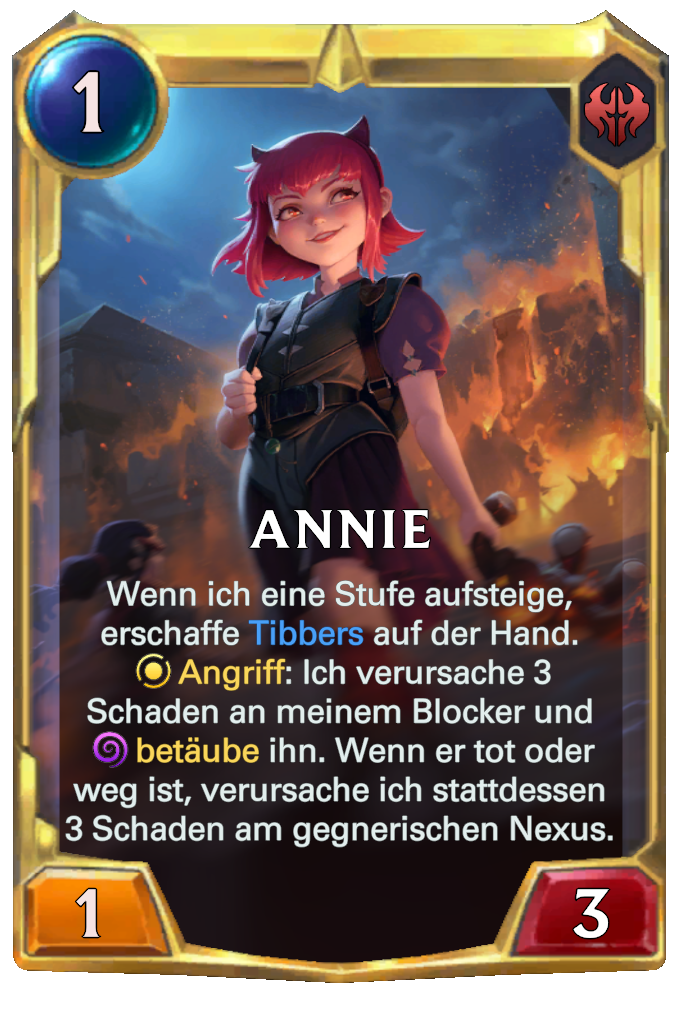 1
ANNIE
Wenn ich eine Stufe aufsteige,
erschaffe Tibbers auf der Hand.
Angriff: Ich verursache 3
Schaden an meinem Blocker und
betäube ihn. Wenn er tot oder
weg ist, verursache ich stattdessen
3 Schaden am gegnerischen Nexus.
1
3